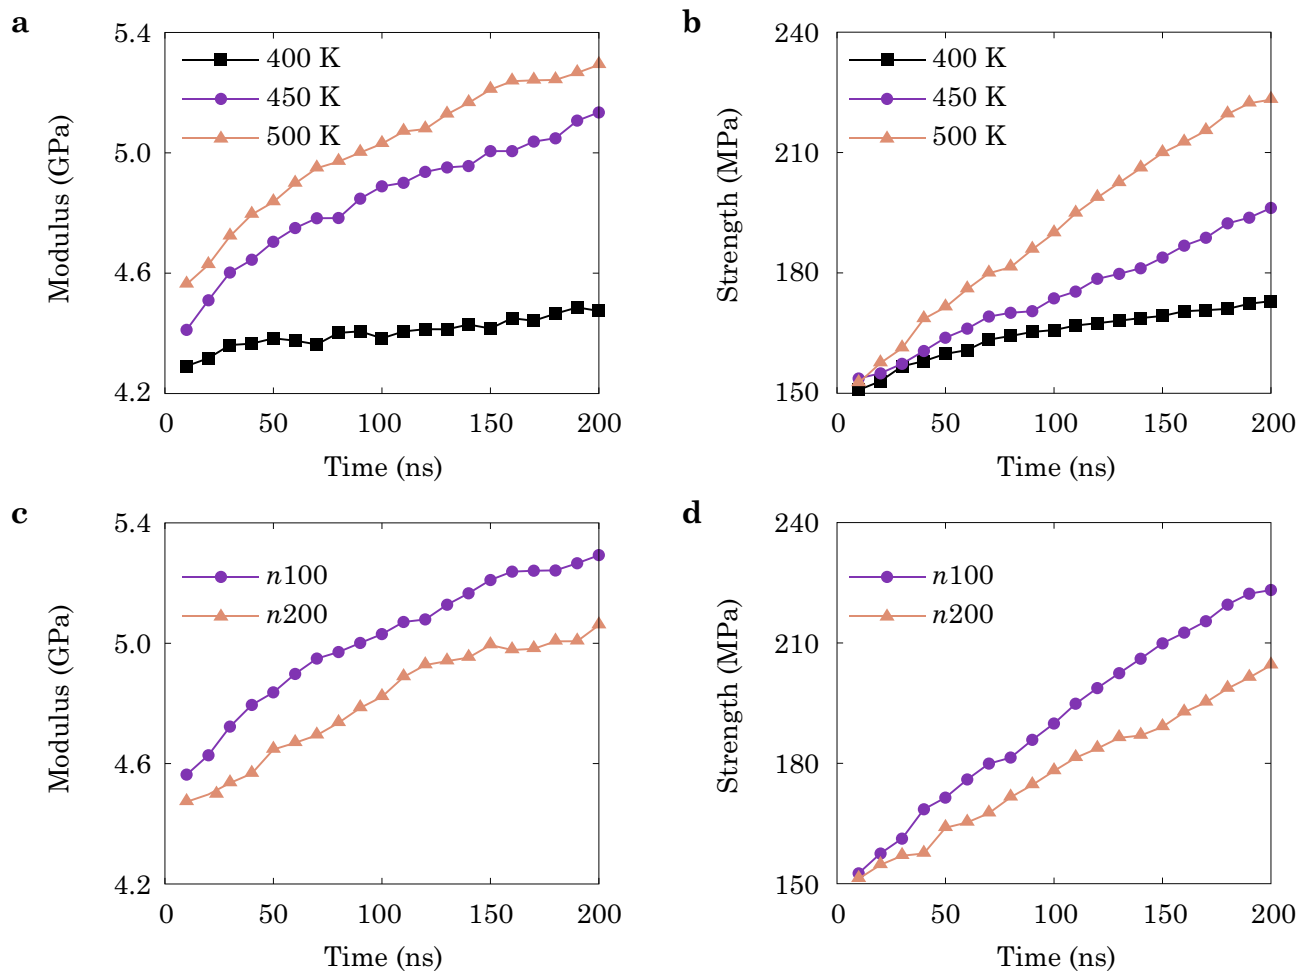 a
5.4
5.0
4.6
4.2
Modulus (GPa)
400 K
450 K
500 K
0 50 100 150 200
Time (ns)
b
240
210
180
150
Strength (MPa)
400 K
450 K
500 K
0 50 100 150 200
Time (ns)
c
5.4
5.0
4.6
4.2
Modulus (GPa)
n100
n200
0 50 100 150 200
Time (ns)
d
240
210
180
150
Strength (MPa)
n100
n200
0 50 100 150 200
Time (ns)